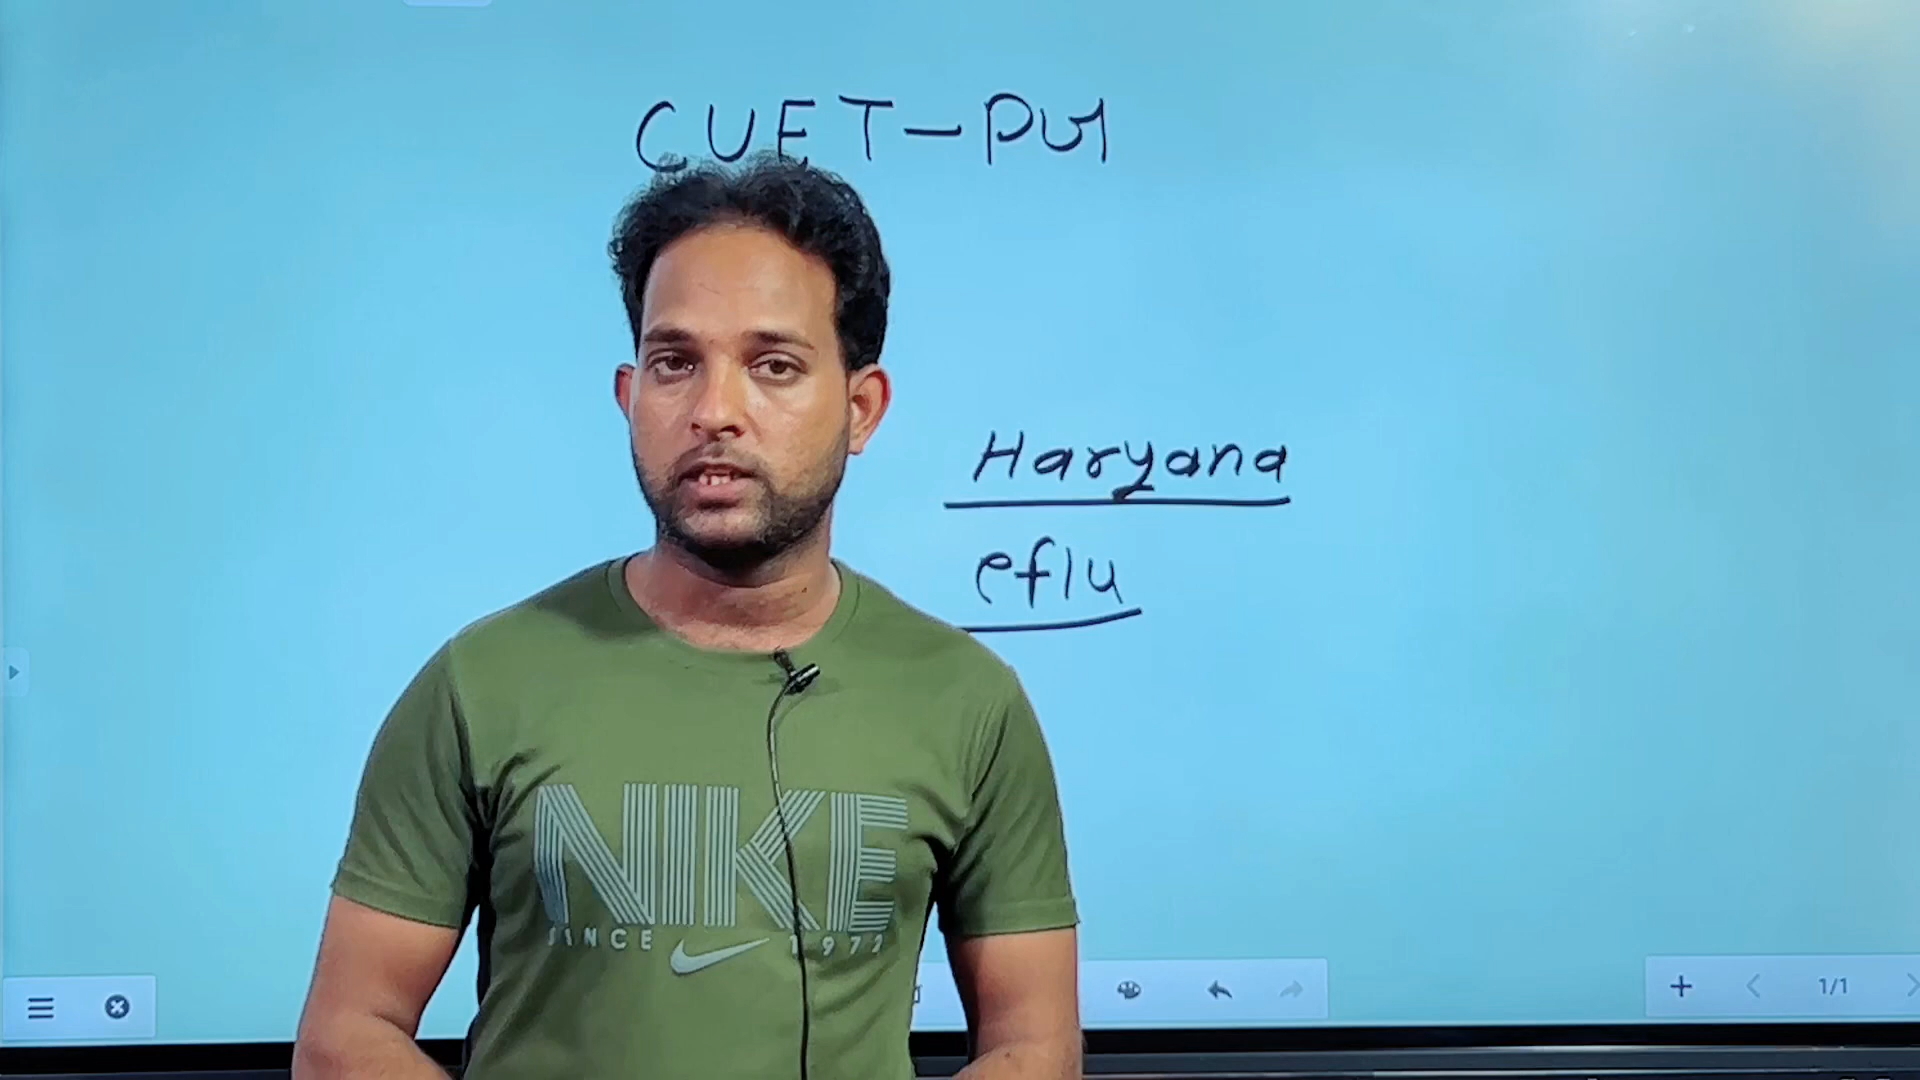 CUET-PG
Haryana
eflu
NIKE
SINCE 1972
1/1